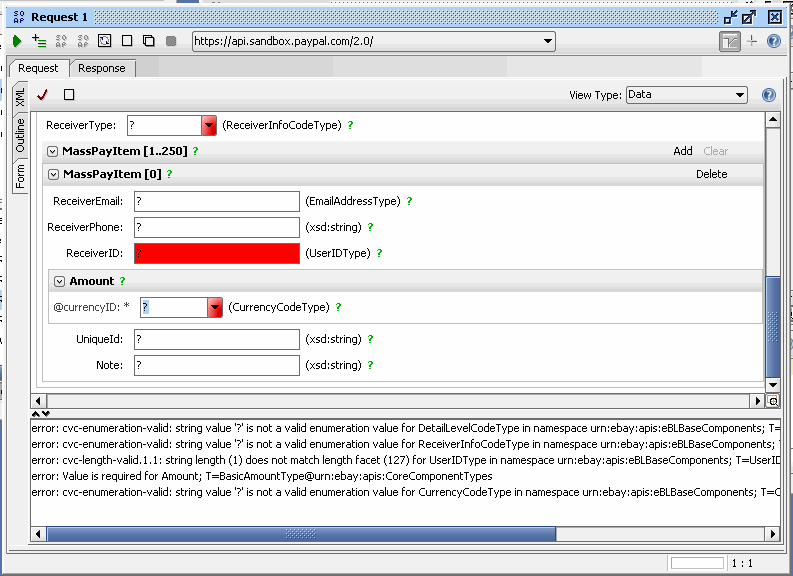 SO AP Request 1
SO AP SO AP https://api.sandbox.paypal.com/2.0/
Request Response
XML
Outline
Form
View Type: Data
ReceiverType: ? (ReceiverInfoCodeType) ?
MassPayItem [1..250] ? Add Clear
MassPayItem [0] ? Delete
ReceiverEmail: ? (EmailAddressType) ?
ReceiverPhone: ? (xsd:string) ?
ReceiverID: ? (UserIDType) ?
Amount ?
@currencyID: * ? (CurrencyCodeType) ?
UniqueId: ? (xsd:string) ?
Note: ? (xsd:string) ?
error: cvc-enumeration-valid: string value '?' is not a valid enumeration value for DetailLevelCodeType in namespace urn:ebay:apis:eBLBaseComponents; T=
error: cvc-enumeration-valid: string value '?' is not a valid enumeration value for ReceiverInfoCodeType in namespace urn:ebay:apis:eBLBaseComponents; T
error: cvc-length-valid.1.1: string length (1) does not match length facet (127) for UserIDType in namespace urn:ebay:apis:eBLBaseComponents; T=UserID
error: Value is required for Amount; T=BasicAmountType@urn:ebay:apis:CoreComponentTypes
error: cvc-enumeration-valid: string value '?' is not a valid enumeration value for CurrencyCodeType in namespace urn:ebay:apis:eBLBaseComponents; T=C
1 : 1